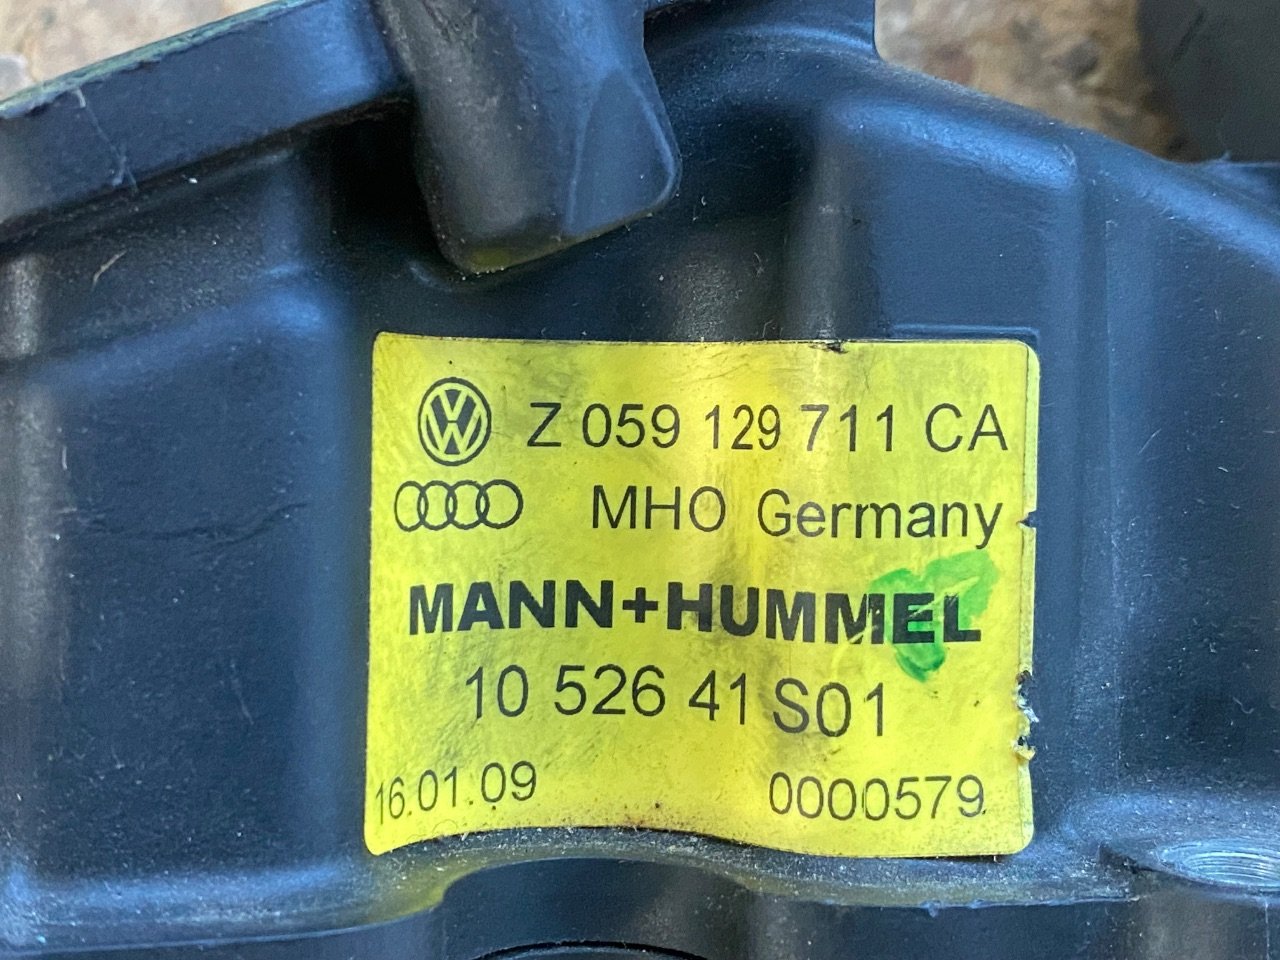 Z 059 129 711 CA
MHO Germany
MANN+HUMMEL
10 526 41 S01
16.01.09 0000579